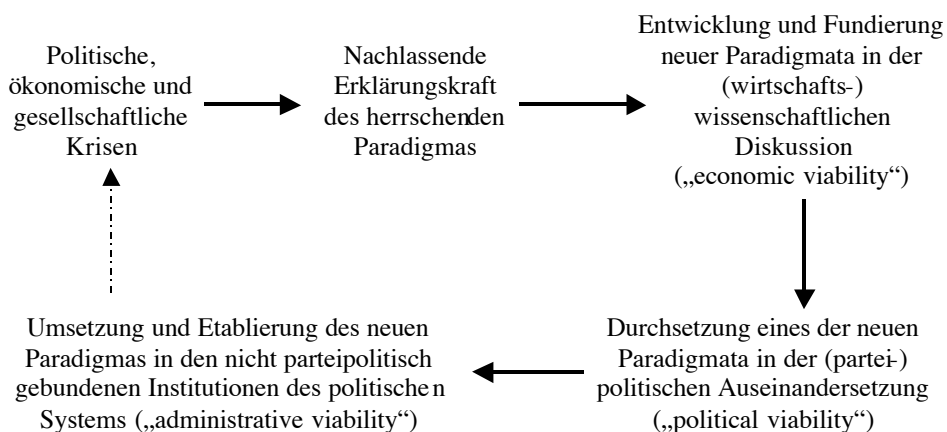 Politische,
ökonomische und
gesellschaftliche
Krisen
Nachlassende
Erklärungskraft
des herrschenden
Paradigmas
Entwicklung und Fundierung
neuer Paradigmata in der
(wirtschafts-)
wissenschaftlichen
Diskussion
(„economic viability“)
Durchsetzung eines der neuen
Paradigmata in der (partei-)
politischen Auseinandersetzung
(„political viability“)
Umsetzung und Etablierung des neuen
Paradigmas in den nicht parteipolitisch
gebundenen Institutionen des politischen
Systems („administrative viability“)